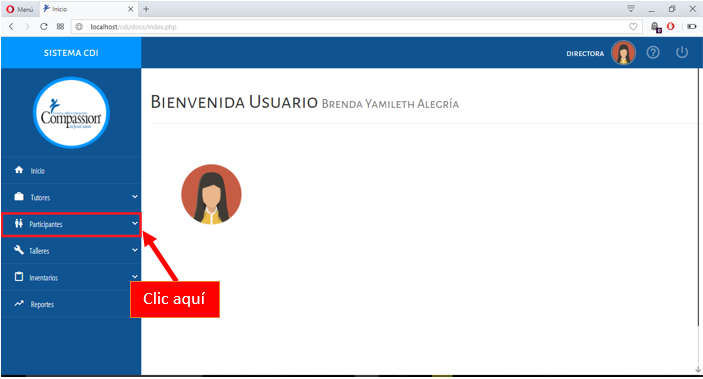 Menú
Inicio
localhost/cdi/docs/index.php
SISTEMA CDI
DIRECTORA
Compassion
Bienvenida Usuario Brenda Yamileth Alegría
Inicio
Tutores
Participantes
Talleres
Inventarios
Reportes
Clic aquí